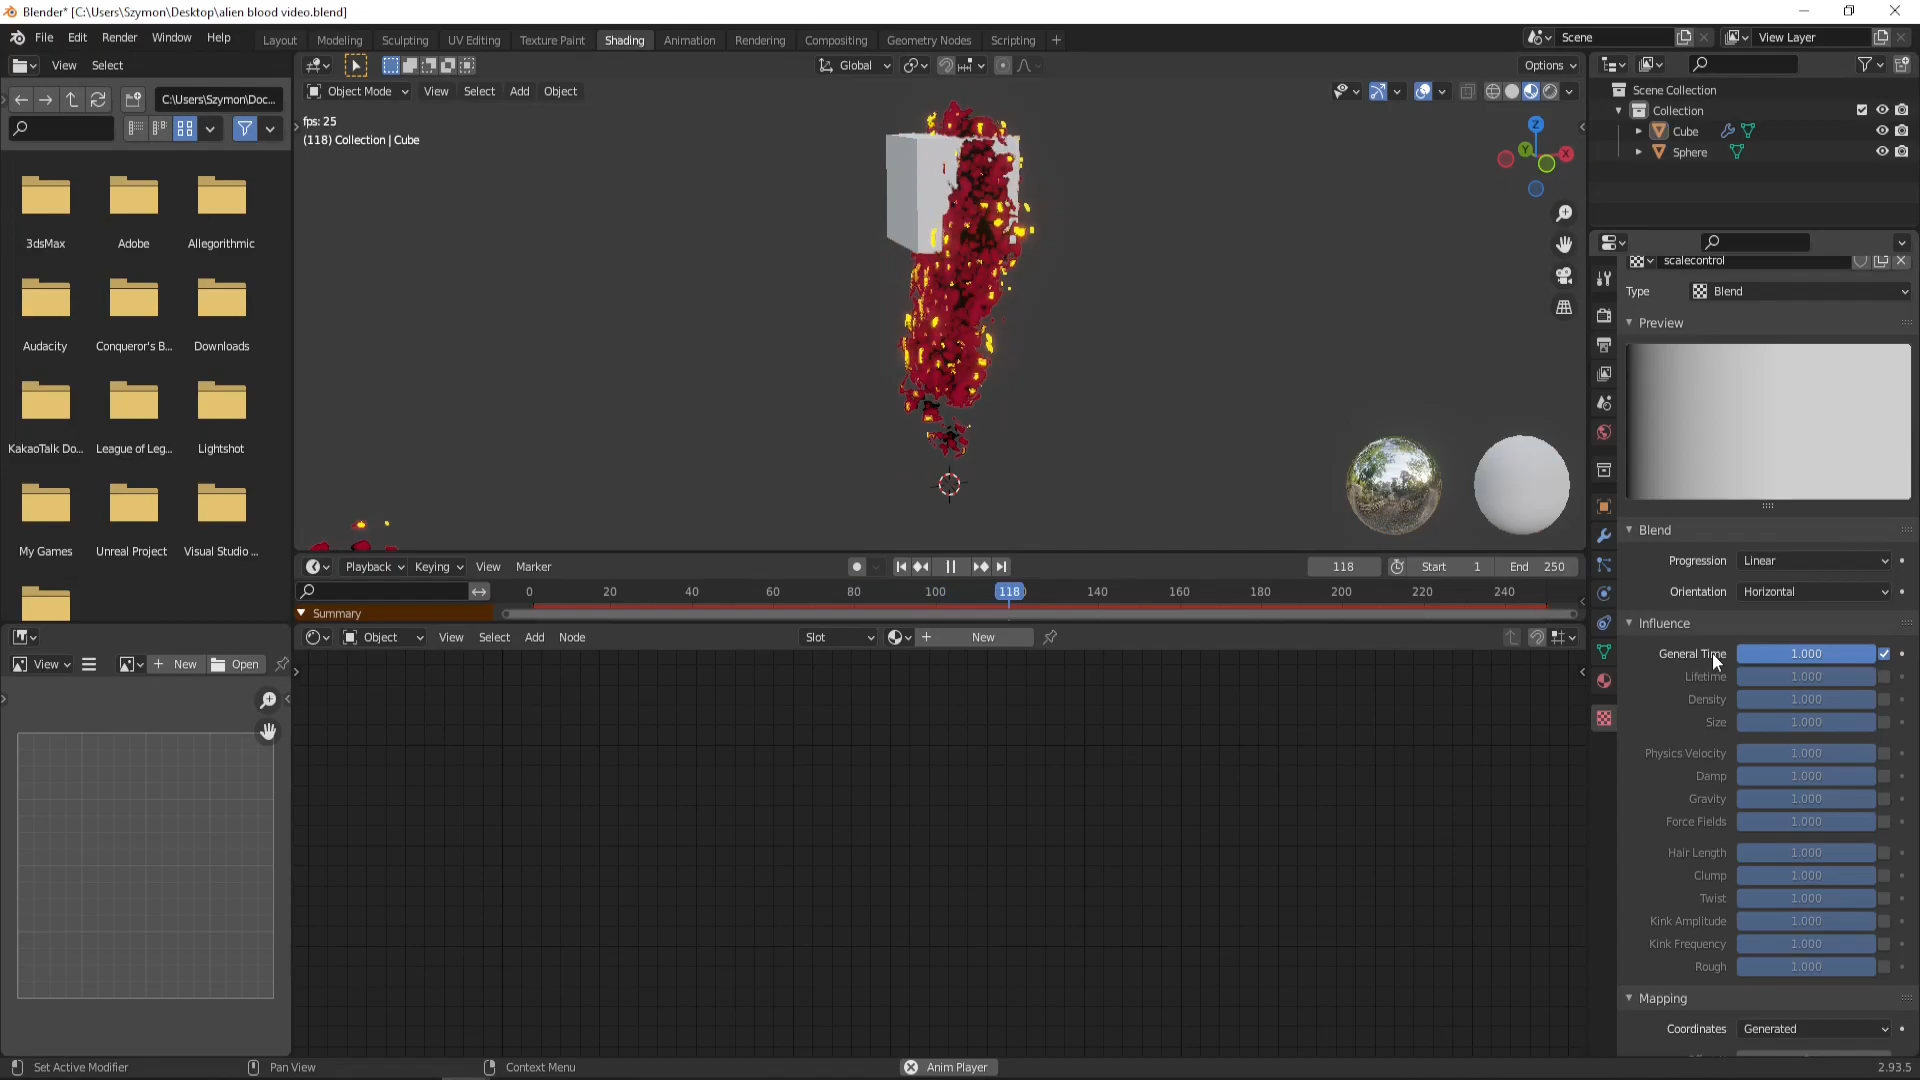 Blender* [C:\Users\Szymon\Desktop\alien blood video.blend]
File Edit Render Window Help
Layout Modeling Sculpting UV Editing Texture Paint Shading Animation Rendering Compositing Geometry Nodes Scripting +
Scene
View Layer
View Select
Global
Options
C:\Users\Szymon\Doc...
Object Mode View Select Add Object
fps: 25
(118) Collection | Cube
Z
Y
X
Scene Collection
Collection
Cube
Sphere
3dsMax Adobe Allegorithmic
Audacity Conqueror's B... Downloads
KakaoTalk Do... League of Leg... Lightshot
My Games Unreal Project Visual Studio ...
scalecontrol
Type Blend
Preview
Blend
Progression Linear
Orientation Horizontal
Influence
General Time 1.000
Lifetime 1.000
Density 1.000
Size 1.000
Physics Velocity 1.000
Damp 1.000
Gravity 1.000
Force Fields 1.000
Hair Length 1.000
Clump 1.000
Twist 1.000
Kink Amplitude 1.000
Kink Frequency 1.000
Rough 1.000
Mapping
Coordinates Generated
Playback Keying View Marker
118 Start 1 End 250
0 20 40 60 80 100 118 140 160 180 200 220 240
Summary
Object View Select Add Node
Slot
New
View
New Open
Set Active Modifier Pan View Context Menu
Anim Player
2.93.5